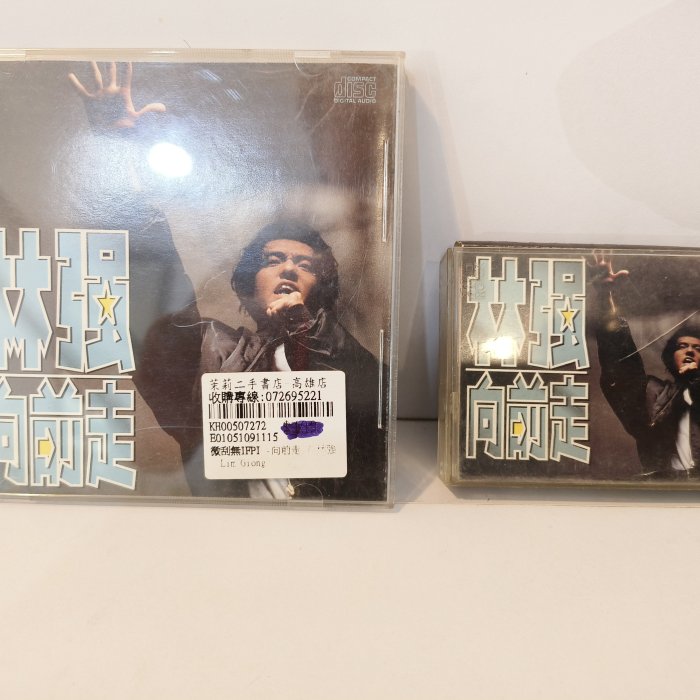 COMPACT
disc
DIGITAL AUDIO
林強
向前走
茉莉二手書店 高雄店
收購專線:072695221
KH00507272
E01051091115
微刮無IFPI -向前走 / 林強
Lim Giong
林強
向前走